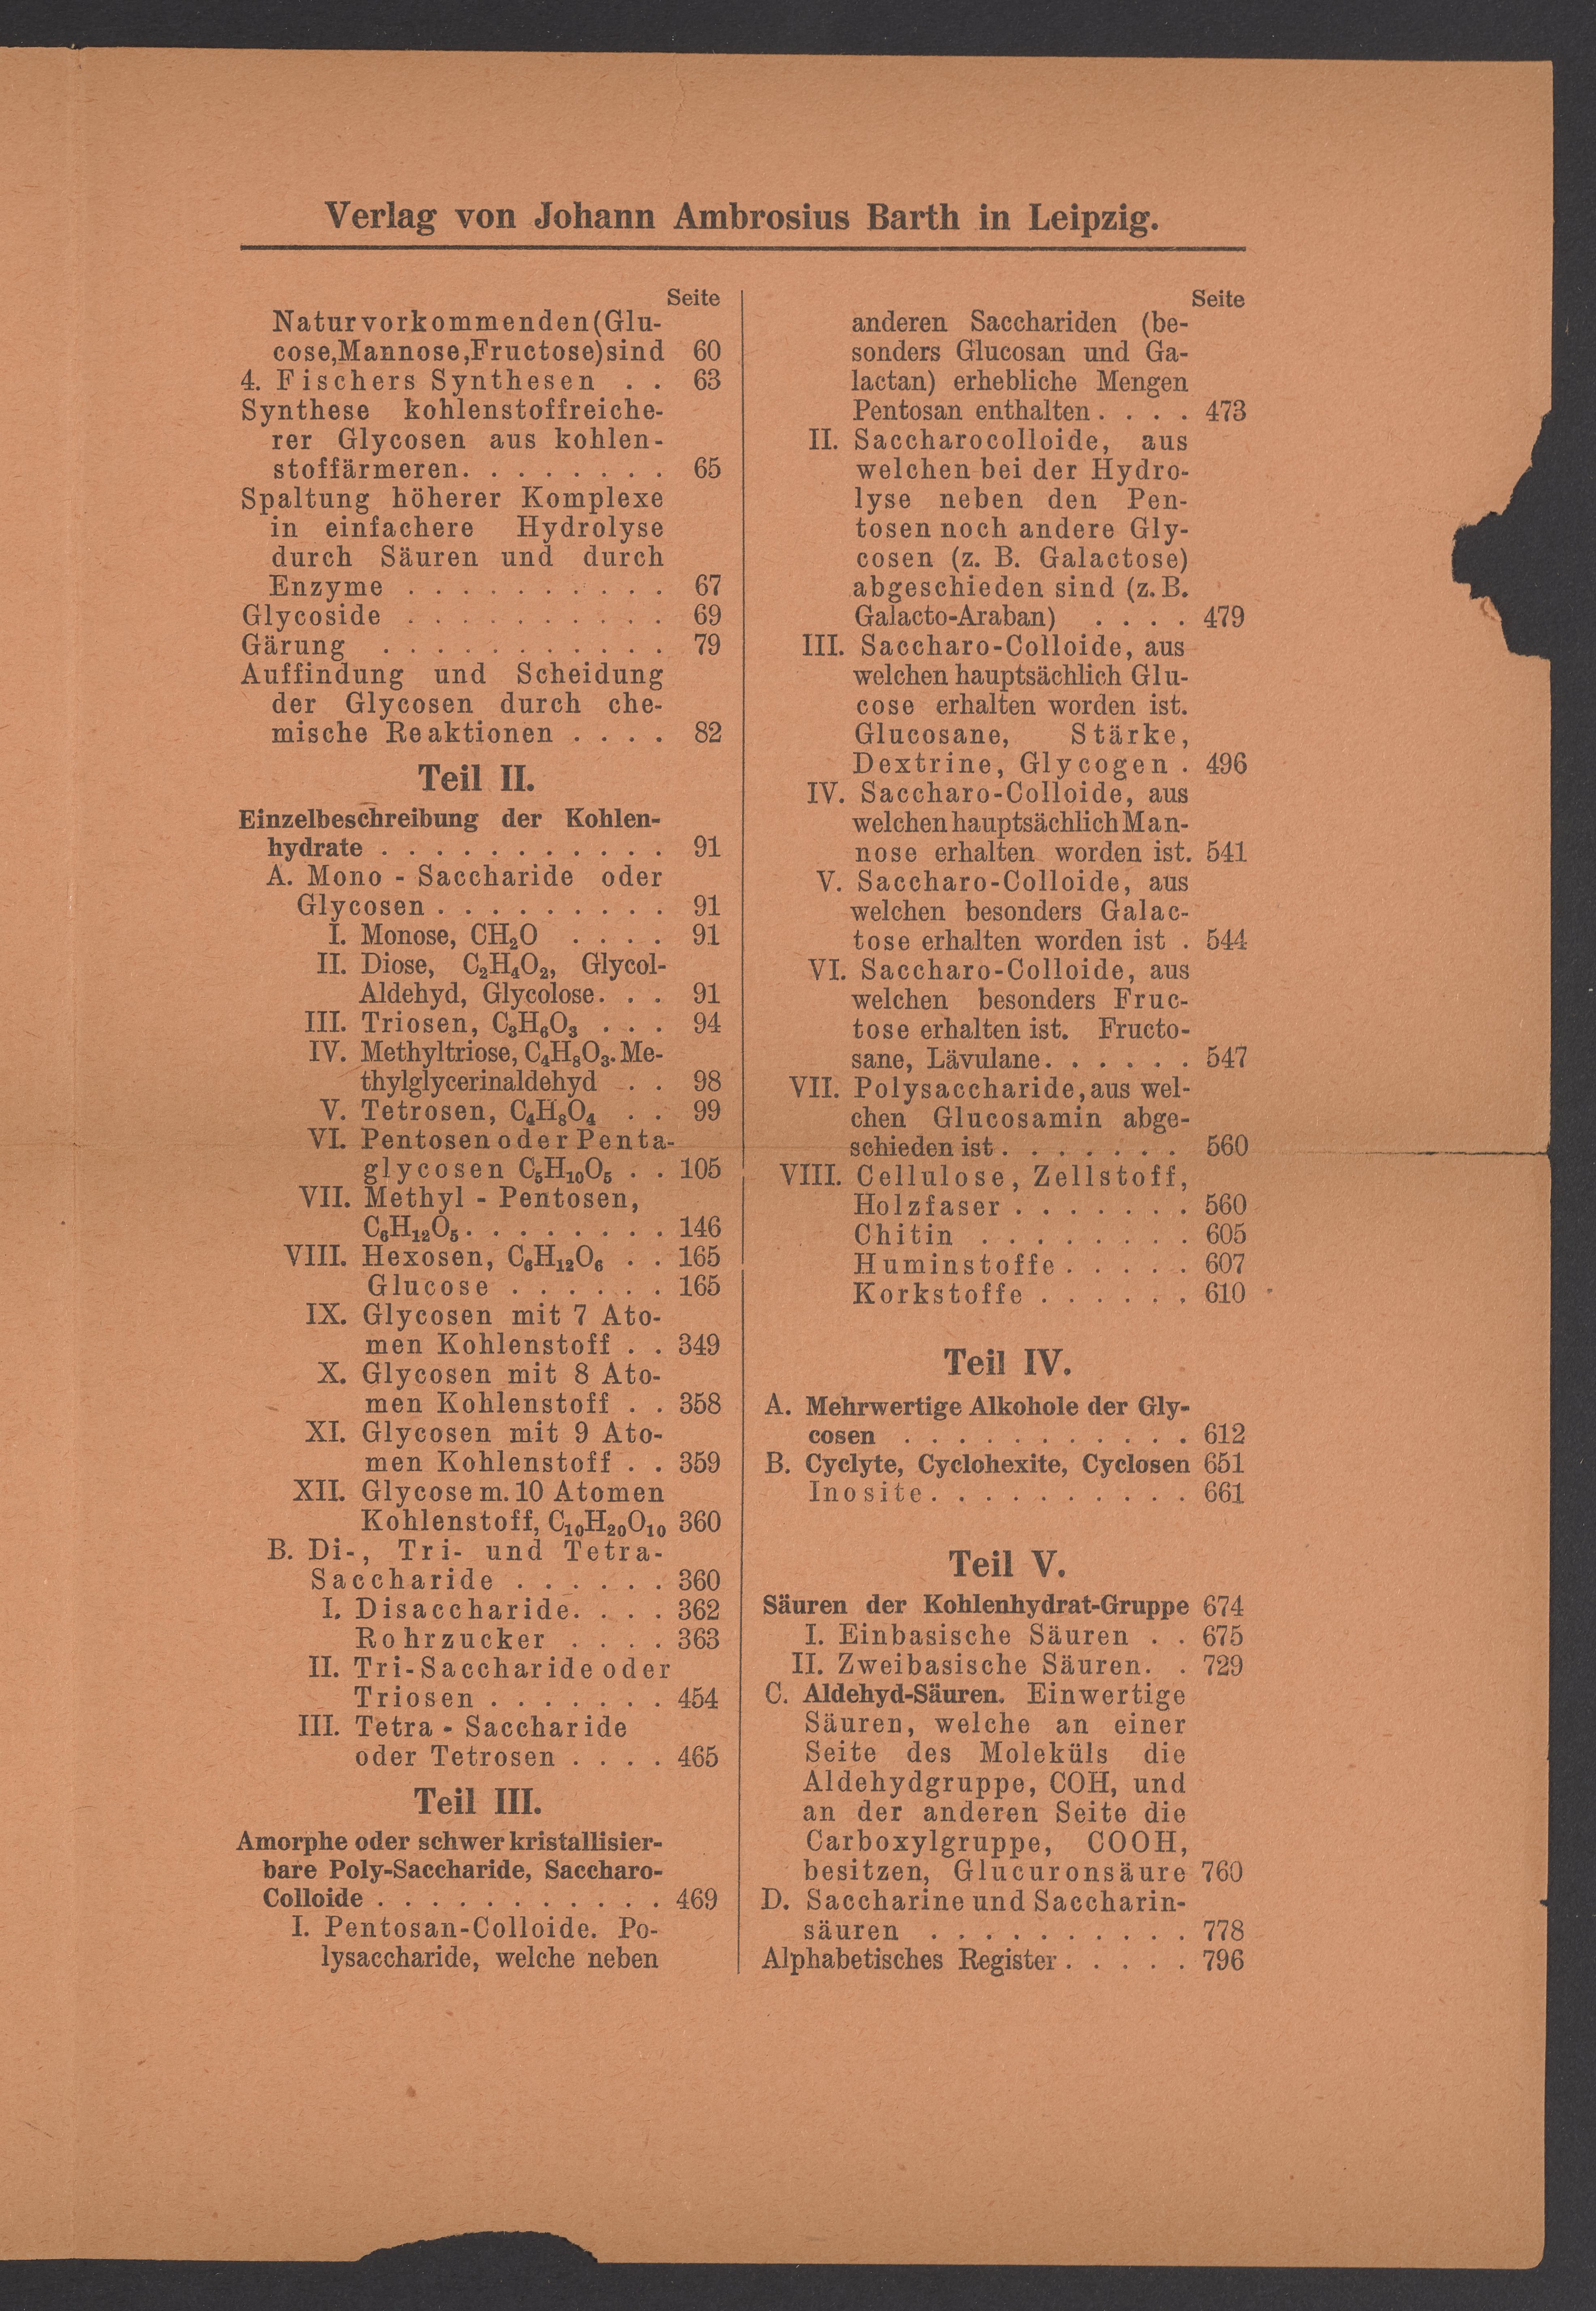 Verlag von Johann Ambrosius Barth in Leipzig.
Seite
Natur vorkommenden (Glu-
cose, Mannose, Fructose) sind 60
4. Fischers Synthesen . . 63
Synthese kohlenstoffreiche-
rer Glycosen aus kohlen-
stoffärmeren. . . . . . . . 65
Spaltung höherer Komplexe
in einfachere Hydrolyse
durch Säuren und durch
Enzyme . . . . . . . . . . 67
Glycoside . . . . . . . . . . 69
Gärung . . . . . . . . . . . 79
Auffindung und Scheidung
der Glycosen durch che-
mische Reaktionen . . . . 82
Teil II.
Einzelbeschreibung der Kohlen-
hydrate . . . . . . . . . . . 91
A. Mono - Saccharide oder
Glycosen . . . . . . . . . 91
I. Monose, CH₂O . . . . 91
II. Diose, C₂H₄O₂, Glycol-
Aldehyd, Glycolose. . . 91
III. Triosen, C₃H₆O₃ . . . 94
IV. Methyltriose, C₄H₈O₃. Me-
thylglycerinaldehyd . . 98
V. Tetrosen, C₄H₈O₄ . . 99
VI. Pentosen oder Penta-
glycosen C₅H₁₀O₅ . . 105
VII. Methyl - Pentosen,
C₆H₁₂O₅. . . . . . . . 146
VIII. Hexosen, C₆H₁₂O₆ . . 165
Glucose . . . . . . 165
IX. Glycosen mit 7 Ato-
men Kohlenstoff . . 349
X. Glycosen mit 8 Ato-
men Kohlenstoff . . 358
XI. Glycosen mit 9 Ato-
men Kohlenstoff . . 359
XII. Glycose m. 10 Atomen
Kohlenstoff, C₁₀H₂₀O₁₀ 360
B. Di-, Tri- und Tetra-
Saccharide . . . . . . 360
I. Disaccharide. . . . 362
Rohrzucker . . . . 363
II. Tri-Saccharide oder
Triosen . . . . . . . 454
III. Tetra - Saccharide
oder Tetrosen . . . . 465
Teil III.
Amorphe oder schwer kristallisier-
bare Poly-Saccharide, Saccharo-
Colloide . . . . . . . . . . . 469
I. Pentosan-Colloide. Po-
lysaccharide, welche neben
Seite
anderen Sacchariden (be-
sonders Glucosan und Ga-
lactan) erhebliche Mengen
Pentosan enthalten . . . . 473
II. Saccharocolloide, aus
welchen bei der Hydro-
lyse neben den Pen-
tosen noch andere Gly-
cosen (z. B. Galactose)
abgeschieden sind (z. B.
Galacto-Araban) . . . . 479
III. Saccharo-Colloide, aus
welchen hauptsächlich Glu-
cose erhalten worden ist.
Glucosane, Stärke,
Dextrine, Glycogen . 496
IV. Saccharo-Colloide, aus
welchen hauptsächlich Man-
nose erhalten worden ist. 541
V. Saccharo-Colloide, aus
welchen besonders Galac-
tose erhalten worden ist . 544
VI. Saccharo-Colloide, aus
welchen besonders Fruc-
tose erhalten ist. Fructo-
sane, Lävulane. . . . . . 547
VII. Polysaccharide, aus wel-
chen Glucosamin abge-
schieden ist . . . . . . . 560
VIII. Cellulose, Zellstoff,
Holzfaser . . . . . . . 560
Chitin . . . . . . . . 605
Huminstoffe . . . . . 607
Korkstoffe . . . . . . 610
Teil IV.
A. Mehrwertige Alkohole der Gly-
cosen . . . . . . . . . . . 612
B. Cyclyte, Cyclohexite, Cyclosen 651
Inosite. . . . . . . . . . 661
Teil V.
Säuren der Kohlenhydrat-Gruppe 674
I. Einbasische Säuren . . 675
II. Zweibasische Säuren. . 729
C. Aldehyd-Säuren. Einwertige
Säuren, welche an einer
Seite des Moleküls die
Aldehydgruppe, COH, und
an der anderen Seite die
Carboxylgruppe, COOH,
besitzen, Glucuronsäure 760
D. Saccharine und Saccharin-
säuren . . . . . . . . . . 778
Alphabetisches Register . . . . . 796